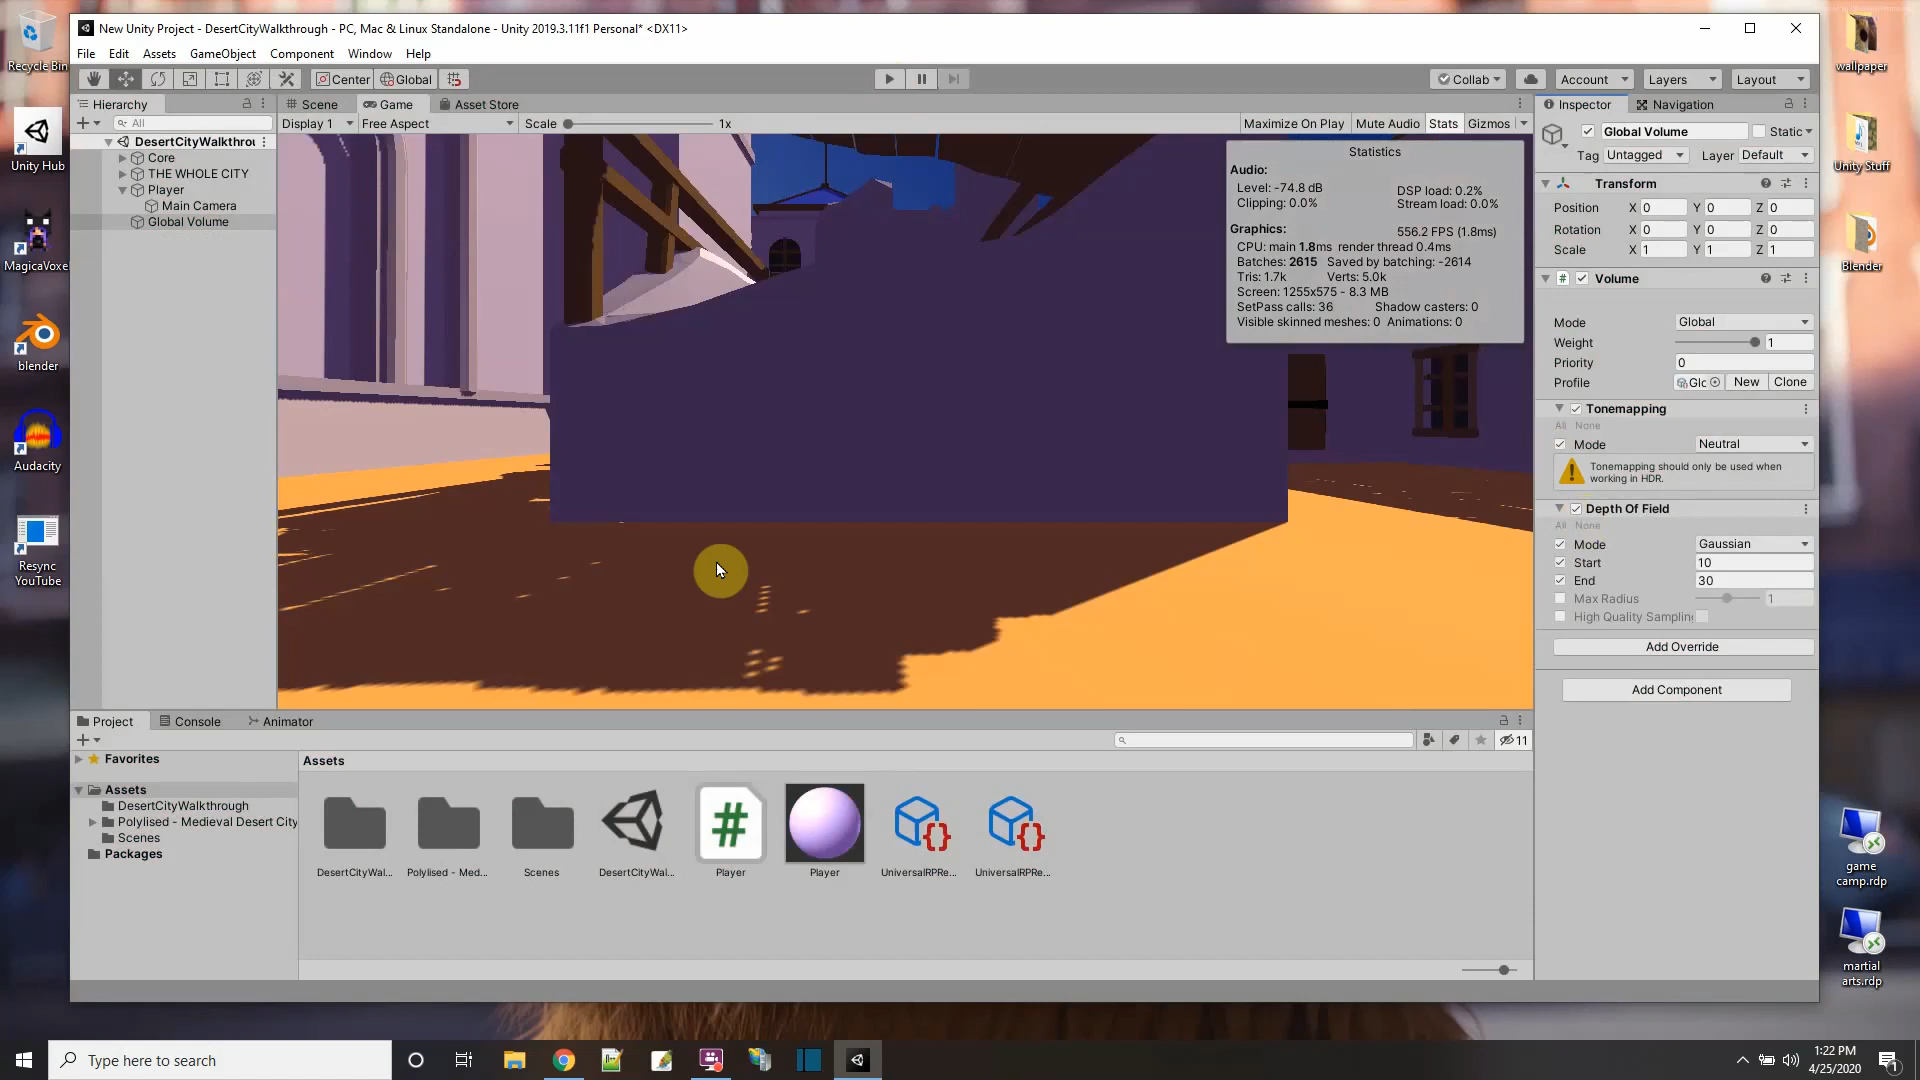 New Unity Project - DesertCityWalkthrough - PC, Mac & Linux Standalone - Unity 2019.3.11f1 Personal* <DX11>
File Edit Assets GameObject Component Window Help
Center Global Collab Account Layers Layout
Hierarchy
All
DesertCityWalkthrou
Core
THE WHOLE CITY
Player
Main Camera
Global Volume
Scene Game Asset Store
Display 1 Free Aspect Scale 1x Maximize On Play Mute Audio Stats Gizmos
Statistics
Audio:
Level: -74.8 dB DSP load: 0.2%
Clipping: 0.0% Stream load: 0.0%
Graphics: 556.2 FPS (1.8ms)
CPU: main 1.8ms render thread 0.4ms
Batches: 2615 Saved by batching: -2614
Tris: 1.7k Verts: 5.0k
Screen: 1255x575 - 8.3 MB
SetPass calls: 36 Shadow casters: 0
Visible skinned meshes: 0 Animations: 0
Inspector Navigation
Global Volume Static
Tag Untagged Layer Default
Transform
Position X 0 Y 0 Z 0
Rotation X 0 Y 0 Z 0
Scale X 1 Y 1 Z 1
# Volume
Mode Global
Weight 1
Priority 0
Profile Glc New Clone
Tonemapping
All None
Mode Neutral
Tonemapping should only be used when
working in HDR.
Depth Of Field
All None
Mode Gaussian
Start 10
End 30
Max Radius 1
High Quality Sampling
Add Override
Add Component
Project Console Animator
11
Favorites
Assets
DesertCityWalkthrough
Polylised - Medieval Desert City
Scenes
Packages
Assets
DesertCityWal...
Polylised - Med...
Scenes
DesertCityWal...
#
Player
Player
UniversalRPRe...
UniversalRPRe...
Recycle Bin
Unity Hub
MagicaVoxe
blender
Audacity
Resync
YouTube
wallpaper
Unity Stuff
Blender
game
camp.rdp
martial
arts.rdp
Type here to search
1:22 PM
4/25/2020
1